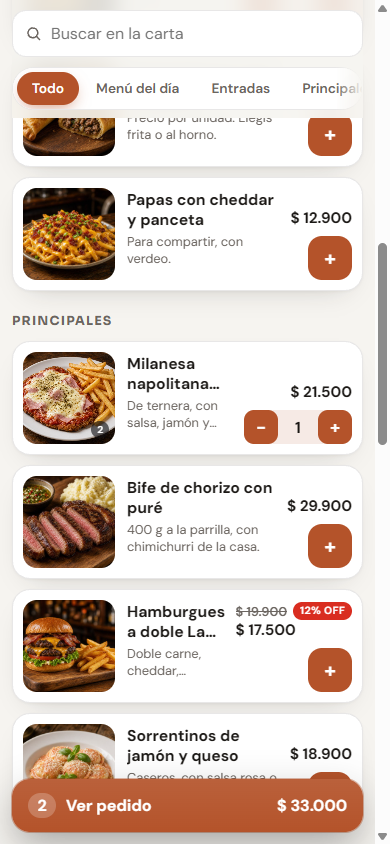 Buscar en la carta
Todo
Menú del día
Entradas
Principal
Precio por unidad. Elegís
frita o al horno.
+
Papas con cheddar
y panceta
$ 12.900
Para compartir, con
verdeo.
+
PRINCIPALES
Milanesa
napolitana...
$ 21.500
De ternera, con
salsa, jamón y...
2
− 1 +
Bife de chorizo con
puré
$ 29.900
400 g a la parrilla, con
chimichurri de la casa.
+
Hamburgues
a doble La...
$ 19.900 12% OFF
$ 17.500
Doble carne,
cheddar,...
+
Sorrentinos de
jamón y queso
$ 18.900
Caseros, con salsa rosa o
2 Ver pedido $ 33.000